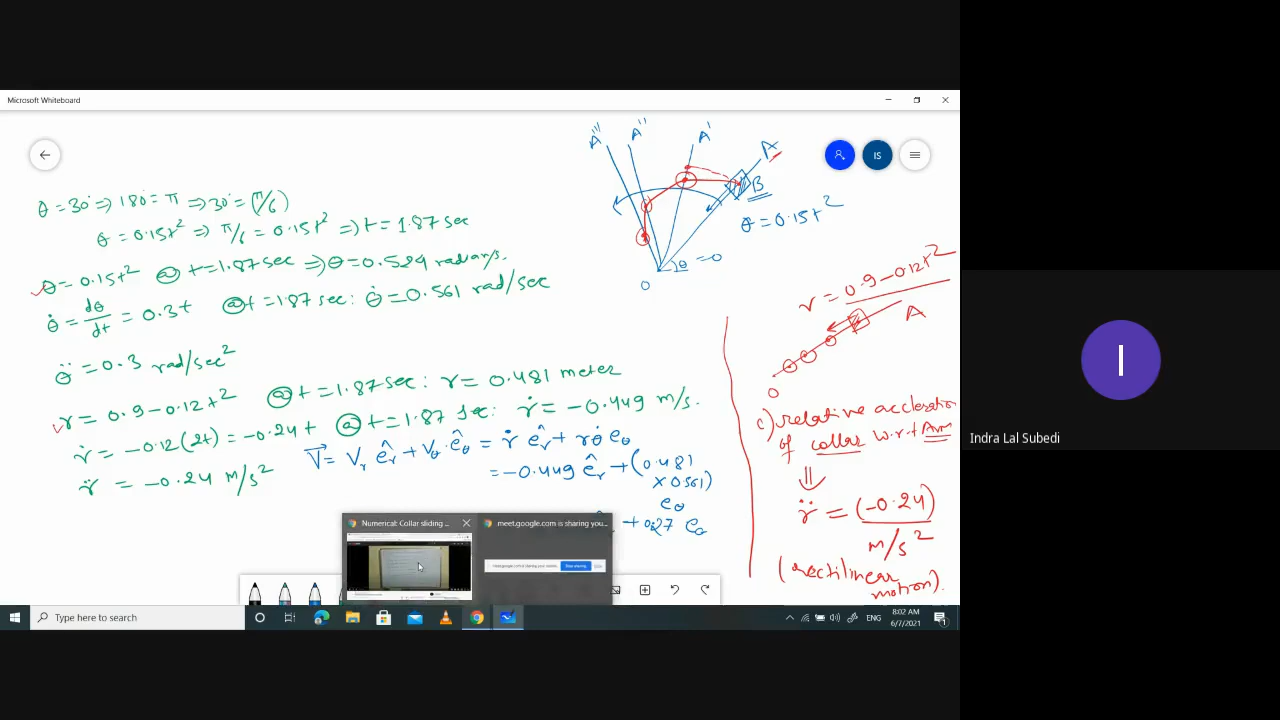 Microsoft Whiteboard
IS
θ = 30° ⇒ 180° = π ⇒ 30° = (π/6)
θ = 0.15t² ⇒ π/6 = 0.15t² ⇒ t = 1.87 sec
θ = 0.15t² @ t = 1.87 sec ⇒ θ = 0.524 radians.
θ̇ = dθ/dt = 0.3t @ t = 1.87 sec: θ̇ = 0.561 rad/sec
θ̈ = 0.3 rad/sec²
r = 0.9 - 0.12t² @ t = 1.87 sec: r = 0.481 meter
ṙ = -0.12(2t) = -0.24t @ t = 1.87 sec: ṙ = -0.449 m/s.
r̈ = -0.24 m/s²
V = Vr êr + Vθ êθ = ṙ êr + rθ̇ eθ
= -0.449 êr + (0.481
×0.561)
eθ
+ 0.27 eθ
A''' A'' A' A
B
θ = 0.15t²
θ = 0
O
r = 0.9 - 0.12t²
A
O
c) relative accleration
of collar w.r.t Arm
⇓
r̈ = (-0.24)
m/s²
(rectilinear
motion).
Numerical: Collar sliding ...
meet.google.com is sharing you...
Type here to search
ENG
8:02 AM
6/7/2021
I
Indra Lal Subedi